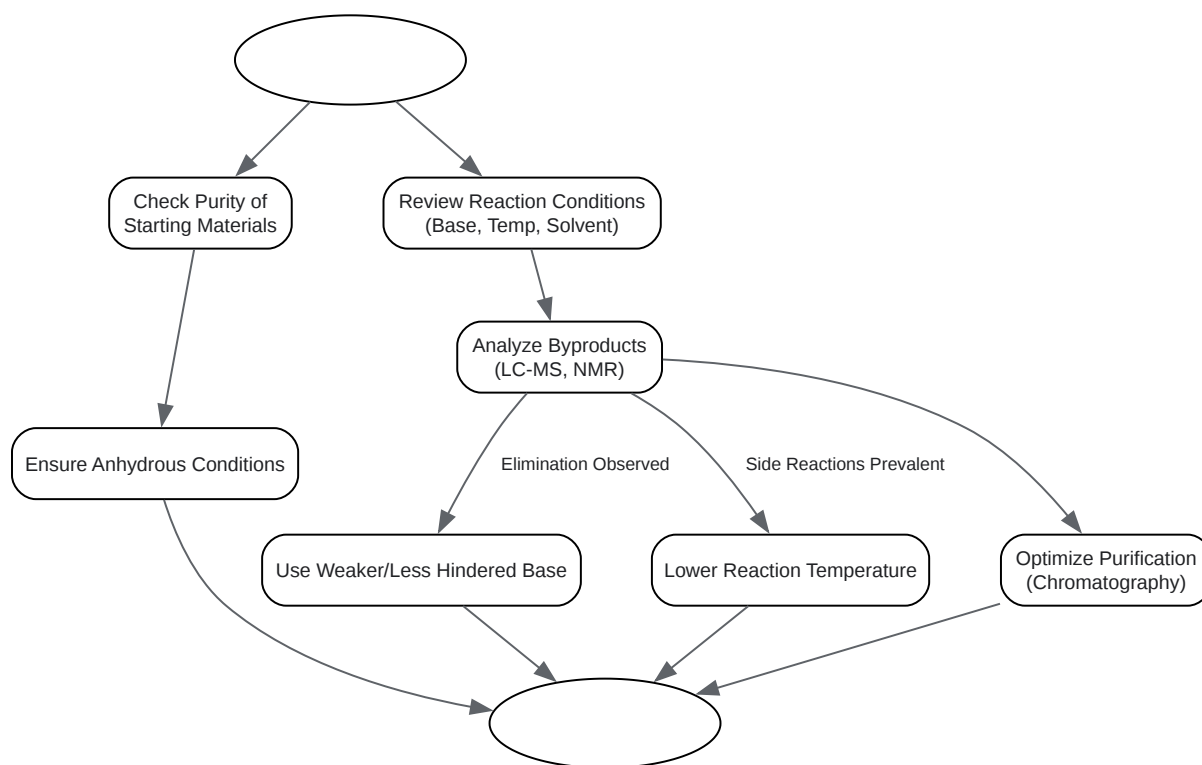 Check Purity of
Starting Materials
Review Reaction Conditions
(Base, Temp, Solvent)
Analyze Byproducts
(LC-MS, NMR)
Ensure Anhydrous Conditions
Elimination Observed
Side Reactions Prevalent
Use Weaker/Less Hindered Base
Lower Reaction Temperature
Optimize Purification
(Chromatography)